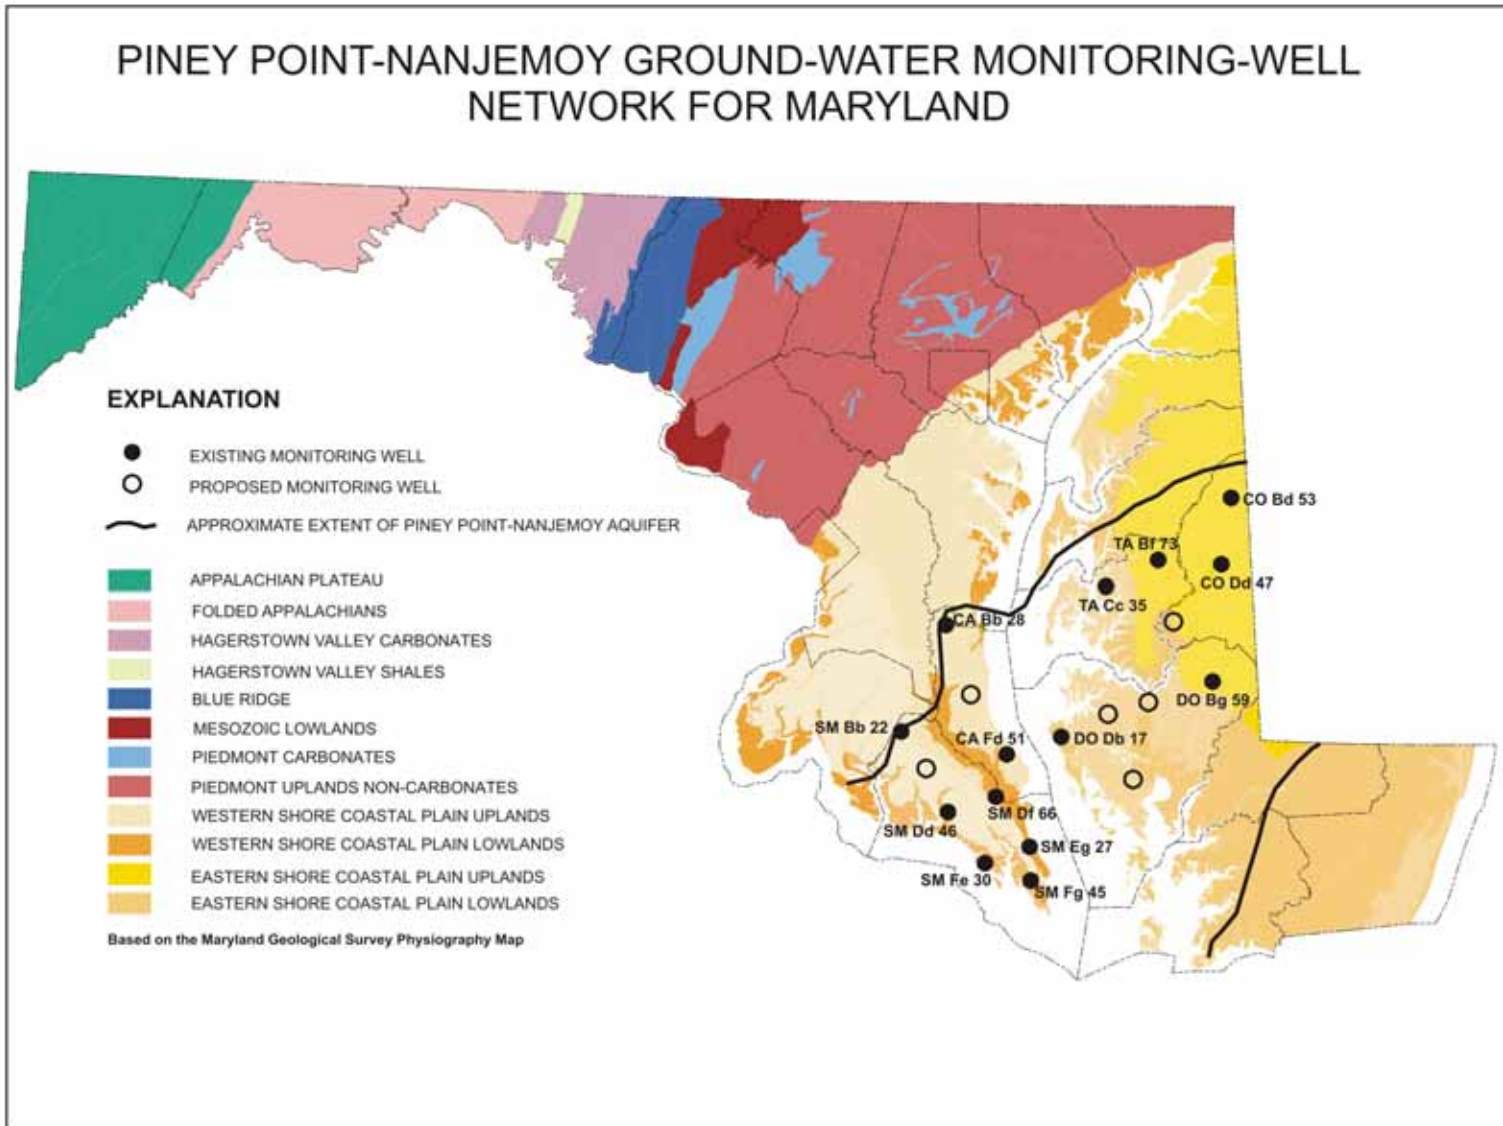 PINEY POINT-NANJEMOY GROUND-WATER MONITORING-WELL
NETWORK FOR MARYLAND
EXPLANATION
EXISTING MONITORING WELL
PROPOSED MONITORING WELL
APPROXIMATE EXTENT OF PINEY POINT-NANJEMOY AQUIFER
APPALACHIAN PLATEAU
FOLDED APPALACHIANS
HAGERSTOWN VALLEY CARBONATES
HAGERSTOWN VALLEY SHALES
BLUE RIDGE
MESOZOIC LOWLANDS
PIEDMONT CARBONATES
PIEDMONT UPLANDS NON-CARBONATES
WESTERN SHORE COASTAL PLAIN UPLANDS
WESTERN SHORE COASTAL PLAIN LOWLANDS
EASTERN SHORE COASTAL PLAIN UPLANDS
EASTERN SHORE COASTAL PLAIN LOWLANDS
Based on the Maryland Geological Survey Physiography Map
CO Bd 53
TA Bf 73
CO Dd 47
TA Cc 35
CA Bb 28
DO Bg 59
SM Bb 22
CA Fd 51
DO Db 17
SM Df 66
SM Dd 46
SM Eg 27
SM Fe 30
SM Fg 45